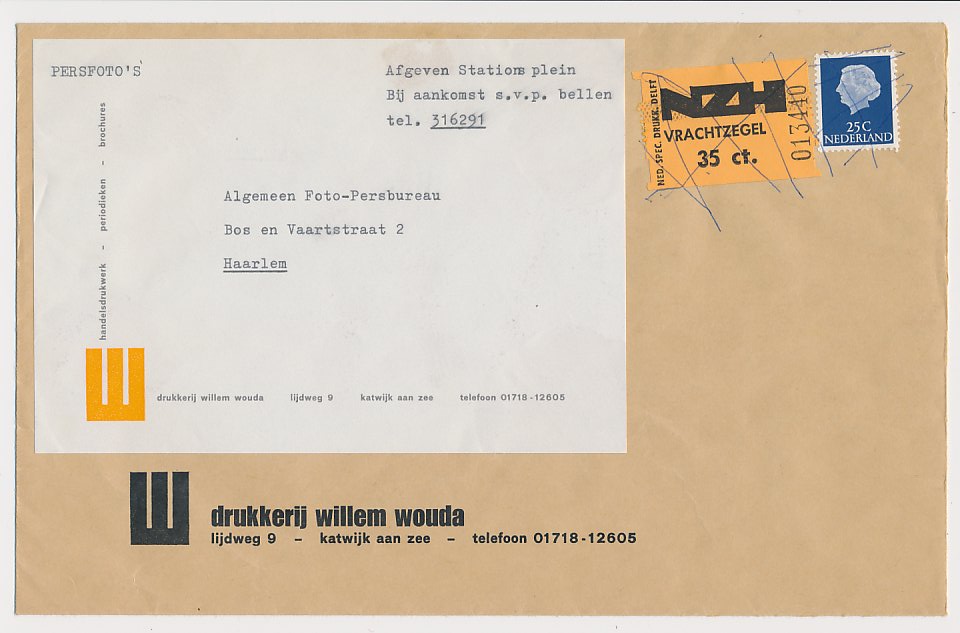 PERSFOTO'S
Afgeven Stations plein
Bij aankomst s.v.p. bellen
tel. 316291
Algemeen Foto-Persbureau
Bos en Vaartstraat 2
Haarlem
handelsdrukwerk - periodieken - brochures
drukkerij willem wouda lijdweg 9 katwijk aan zee telefoon 01718-12605
NED. SPEC. DRUKK. DELFT
NZH
VRACHTZEGEL
35 ct.
013440
25C
NEDERLAND
drukkerij willem wouda
lijdweg 9 – katwijk aan zee – telefoon 01718-12605